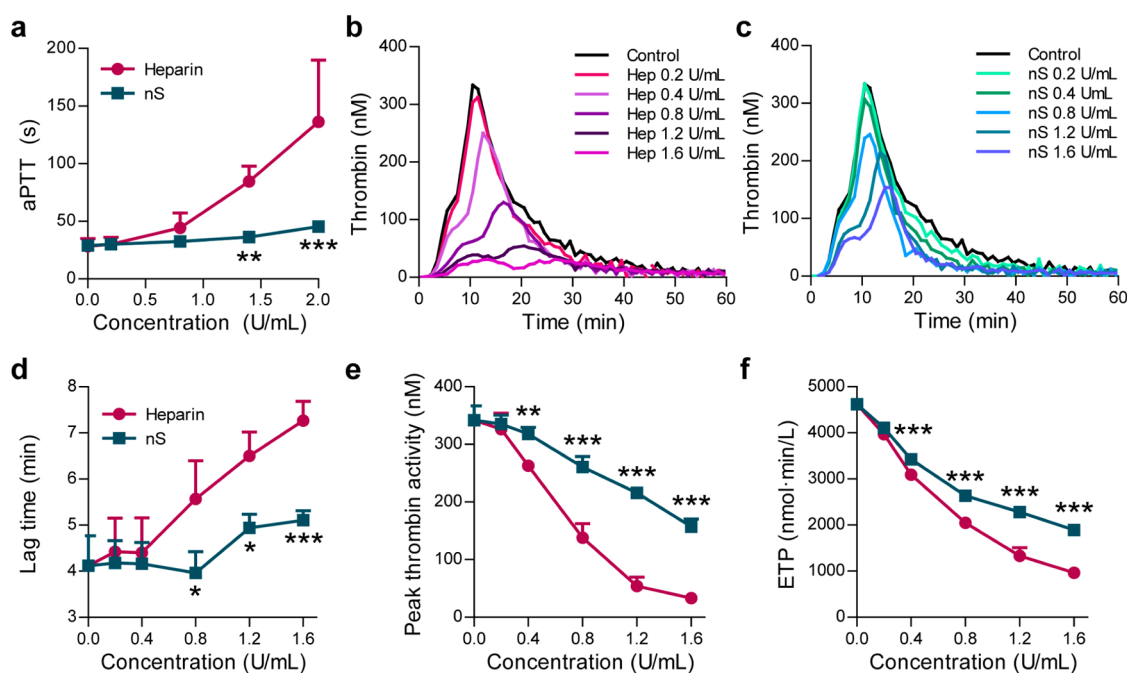 a
200
150
100
50
0
aPTT (s)
Heparin
nS
**
***
0.0 0.5 1.0 1.5 2.0
Concentration (U/mL)
b
400
300
200
100
0
Thrombin (nM)
Control
Hep 0.2 U/mL
Hep 0.4 U/mL
Hep 0.8 U/mL
Hep 1.2 U/mL
Hep 1.6 U/mL
0 10 20 30 40 50 60
Time (min)
c
400
300
200
100
0
Thrombin (nM)
Control
nS 0.2 U/mL
nS 0.4 UmL
nS 0.8 U/mL
nS 1.2 U/mL
nS 1.6 U/mL
0 10 20 30 40 50 60
Time (min)
d
8
7
6
5
4
3
Lag time (min)
Heparin
nS
*
*
***
0.0 0.4 0.8 1.2 1.6
Concentration (U/mL)
e
400
300
200
100
0
Peak thrombin activity (nM)
**
***
***
***
0.0 0.4 0.8 1.2 1.6
Concentration (U/mL)
f
5000
4000
3000
2000
1000
0
ETP (nmol·min/L)
***
***
***
***
0.0 0.4 0.8 1.2 1.6
Concentration (U/mL)